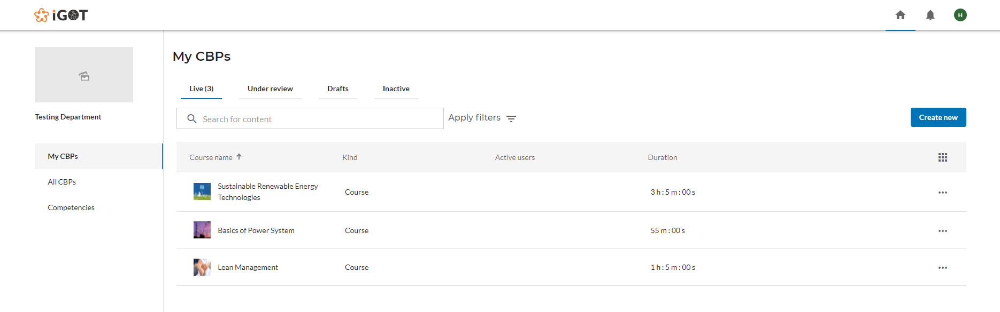 iGOT
H
Testing Department
My CBPs
All CBPs
Competencies
My CBPs
Live (3) Under review Drafts Inactive
Search for content Apply filters Create new
Course name Kind Active users Duration
Sustainable Renewable Energy
Technologies Course 3 h : 5 m : 00 s
Basics of Power System Course 55 m : 00 s
Lean Management Course 1 h : 5 m : 00 s